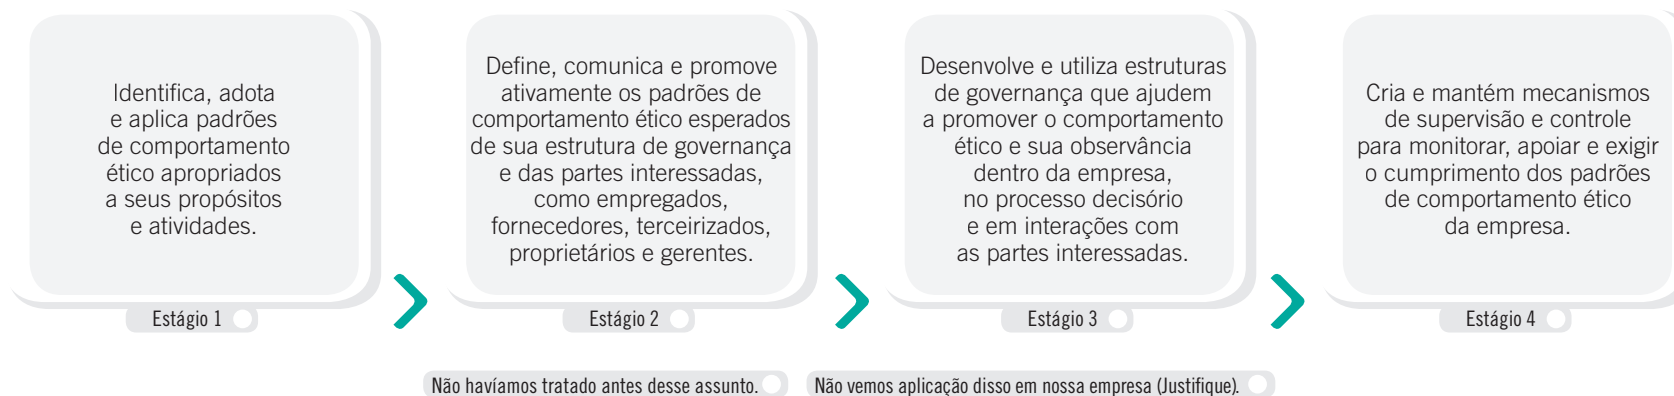 Identifica, adota
e aplica padrões
de comportamento
ético apropriados
a seus propósitos
e atividades.
Estágio 1
Define, comunica e promove
ativamente os padrões de
comportamento ético esperados
de sua estrutura de governança
e das partes interessadas,
como empregados,
fornecedores, terceirizados,
proprietários e gerentes.
Estágio 2
Desenvolve e utiliza estruturas
de governança que ajudem
a promover o comportamento
ético e sua observância
dentro da empresa,
no processo decisório
e em interações com
as partes interessadas.
Estágio 3
Cria e mantém mecanismos
de supervisão e controle
para monitorar, apoiar e exigir
o cumprimento dos padrões
de comportamento ético
da empresa.
Estágio 4
Não havíamos tratado antes desse assunto.
Não vemos aplicação disso em nossa empresa (Justifique).